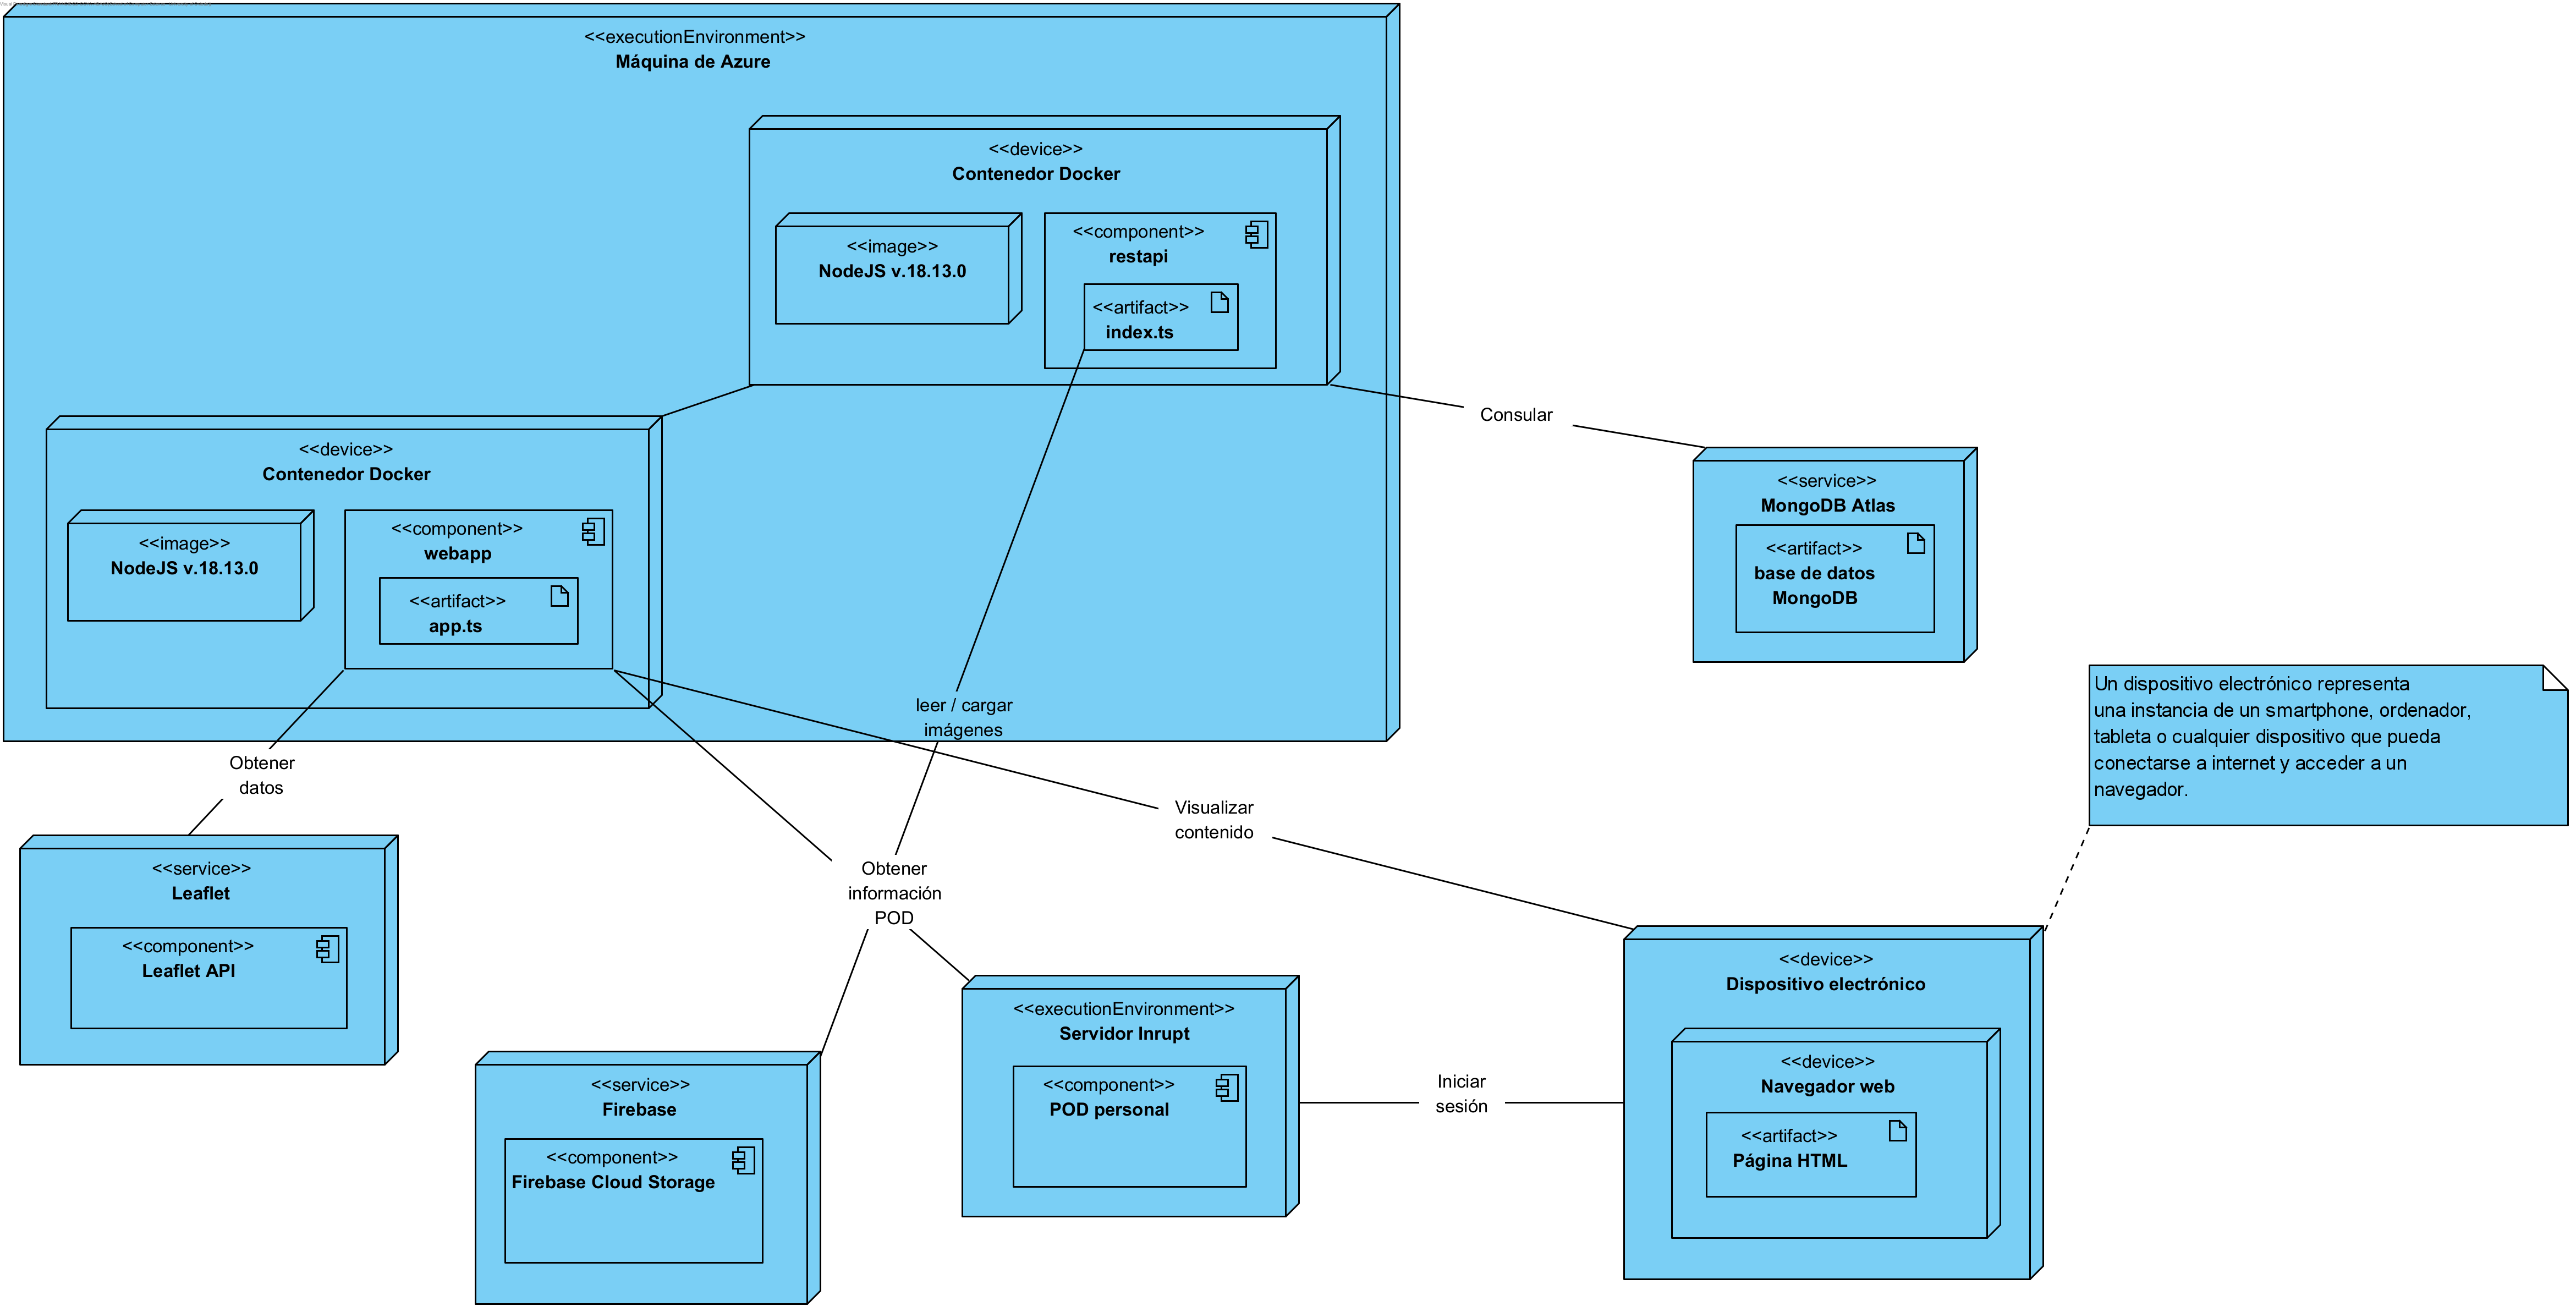 <<executionEnvironment>>
Máquina de Azure
<<device>>
Contenedor Docker
<<image>>
NodeJS v.18.13.0
<<component>>
restapi
<<artifact>>
index.ts
<<device>>
Contenedor Docker
<<image>>
NodeJS v.18.13.0
<<component>>
webapp
<<artifact>>
app.ts
Consular
<<service>>
MongoDB Atlas
<<artifact>>
base de datos
MongoDB
Un dispositivo electrónico representa
una instancia de un smartphone, ordenador,
tableta o cualquier dispositivo que pueda
conectarse a internet y acceder a un
navegador.
leer / cargar
imágenes
Obtener
datos
Visualizar
contenido
Obtener
información
POD
<<service>>
Leaflet
<<component>>
Leaflet API
<<service>>
Firebase
<<component>>
Firebase Cloud Storage
<<executionEnvironment>>
Servidor Inrupt
<<component>>
POD personal
Iniciar
sesión
<<device>>
Dispositivo electrónico
<<device>>
Navegador web
<<artifact>>
Página HTML